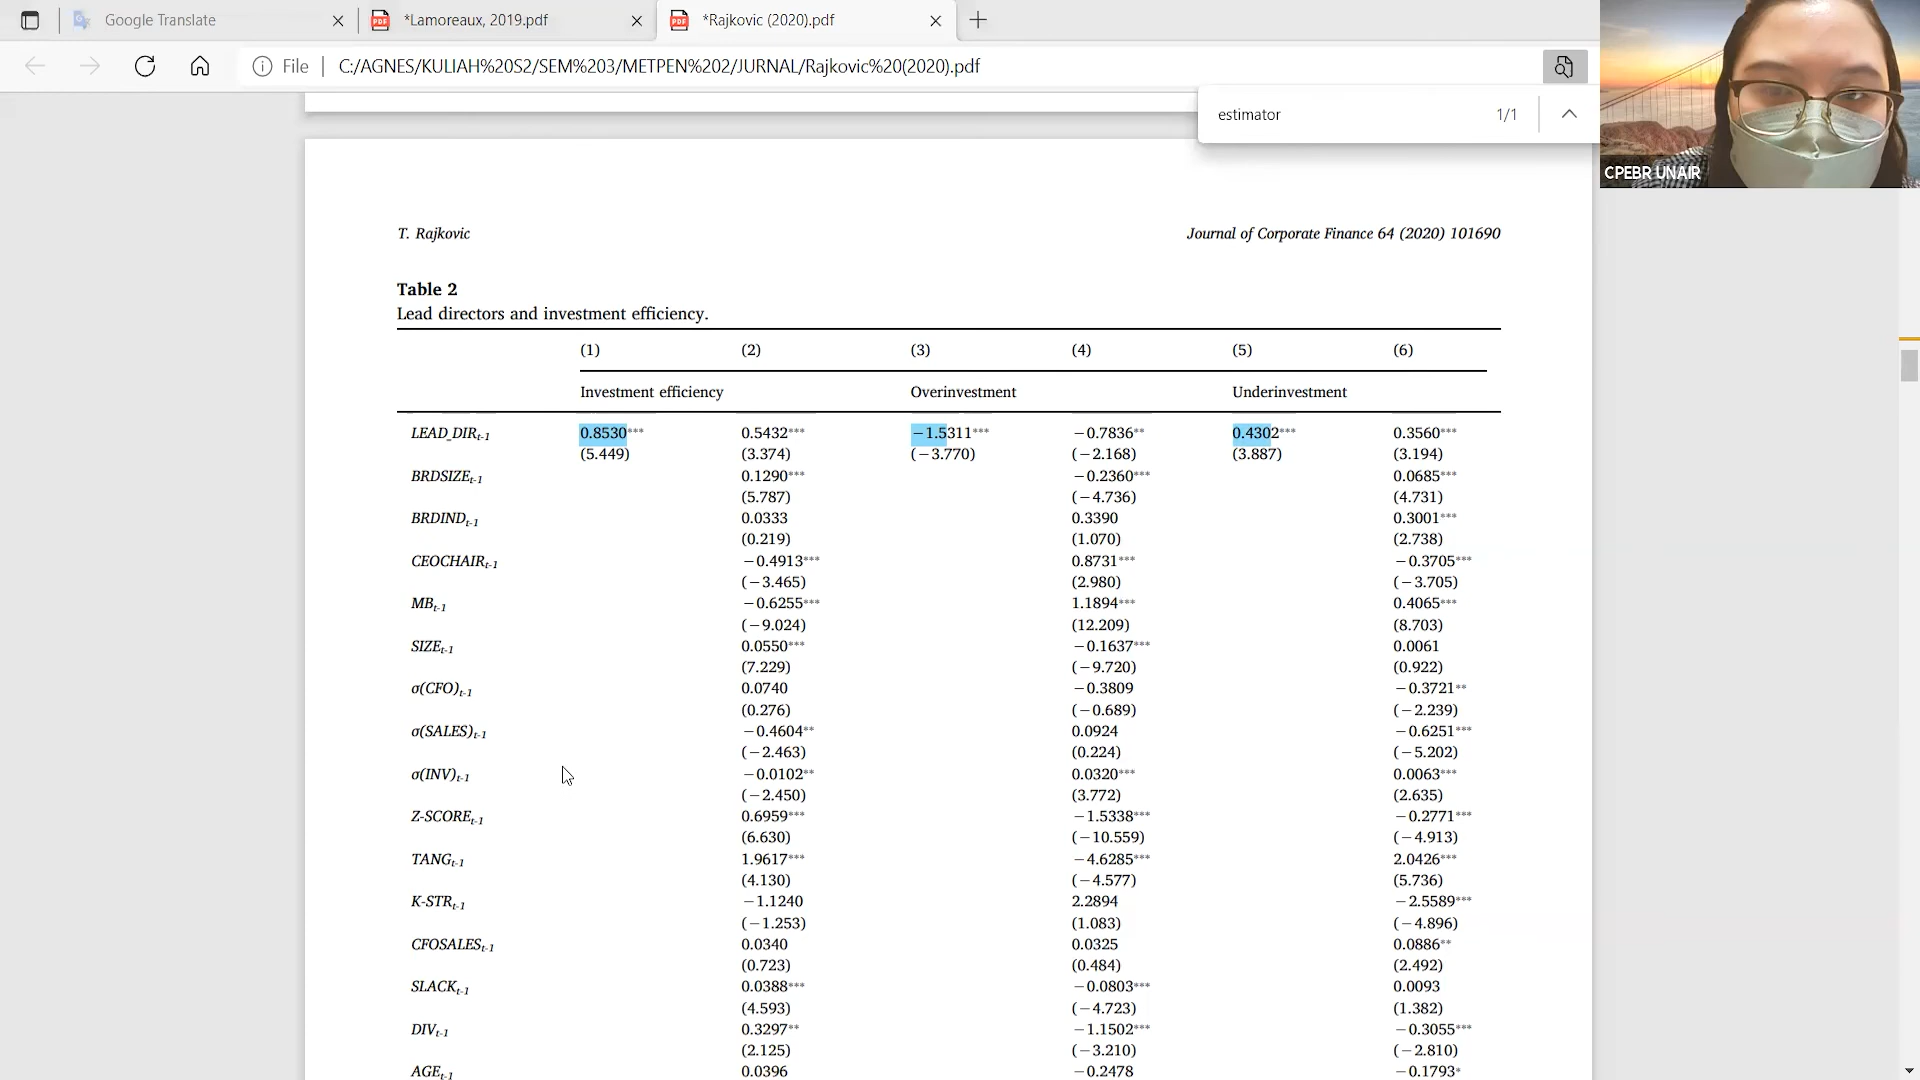 Google Translate
*Lamoreaux, 2019.pdf
*Rajkovic (2020).pdf
File
C:/AGNES/KULIAH%20S2/SEM%203/METPEN%202/JURNAL/Rajkovic%20(2020).pdf
estimator 1/1
CPEBR UNAIR
T. Rajkovic Journal of Corporate Finance 64 (2020) 101690
Table 2
Lead directors and investment efficiency.
(1) (2) (3) (4) (5) (6)
Investment efficiency Overinvestment Underinvestment
LEAD_DIRt-1 0.8530*** 0.5432*** −1.5311*** −0.7836** 0.4302*** 0.3560***
(5.449) (3.374) (−3.770) (−2.168) (3.887) (3.194)
BRDSIZEt-1 0.1290*** −0.2360*** 0.0685***
(5.787) (−4.736) (4.731)
BRDINDt-1 0.0333 0.3390 0.3001***
(0.219) (1.070) (2.738)
CEOCHAIRt-1 −0.4913*** 0.8731*** −0.3705***
(−3.465) (2.980) (−3.705)
MBt-1 −0.6255*** 1.1894*** 0.4065***
(−9.024) (12.209) (8.703)
SIZEt-1 0.0550*** −0.1637*** 0.0061
(7.229) (−9.720) (0.922)
σ(CFO)t-1 0.0740 −0.3809 −0.3721**
(0.276) (−0.689) (−2.239)
σ(SALES)t-1 −0.4604** 0.0924 −0.6251***
(−2.463) (0.224) (−5.202)
σ(INV)t-1 −0.0102** 0.0320*** 0.0063***
(−2.450) (3.772) (2.635)
Z-SCOREt-1 0.6959*** −1.5338*** −0.2771***
(6.630) (−10.559) (−4.913)
TANGt-1 1.9617*** −4.6285*** 2.0426***
(4.130) (−4.577) (5.736)
K-STRt-1 −1.1240 2.2894 −2.5589***
(−1.253) (1.083) (−4.896)
CFOSALESt-1 0.0340 0.0325 0.0886**
(0.723) (0.484) (2.492)
SLACKt-1 0.0388*** −0.0803*** 0.0093
(4.593) (−4.723) (1.382)
DIVt-1 0.3297** −1.1502*** −0.3055***
(2.125) (−3.210) (−2.810)
AGEt-1 0.0396 −0.2478 −0.1793*